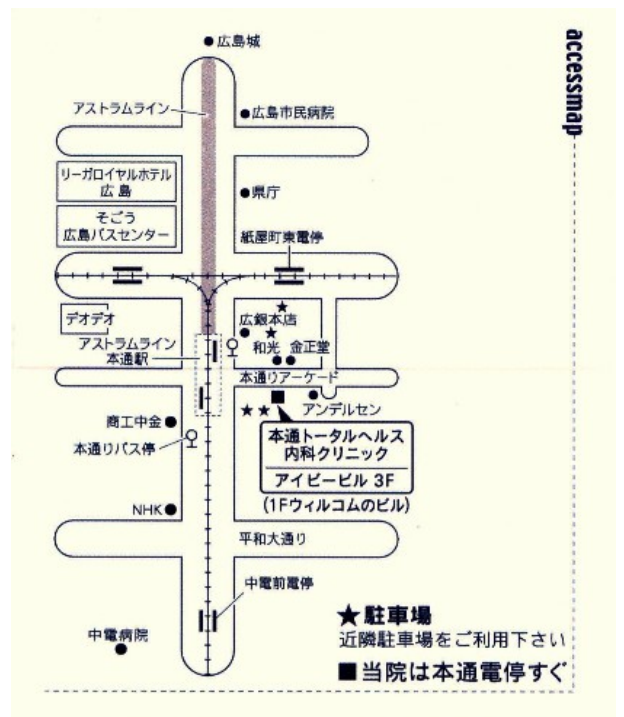 accessmap
広島城
アストラムライン
広島市民病院
リーガロイヤルホテル
広島
県庁
そごう
広島バスセンター
紙屋町東電停
デオデオ
広銀本店
アストラムライン
本通駅
和光
金正堂
本通りアーケード
アンデルセン
商工中金
本通りバス停
本通トータルヘルス
内科クリニック
アイビービル 3F
(1Fウィルコムのビル)
NHK
平和大通り
中電前電停
中電病院
★駐車場
近隣駐車場をご利用下さい
■当院は本通電停すぐ